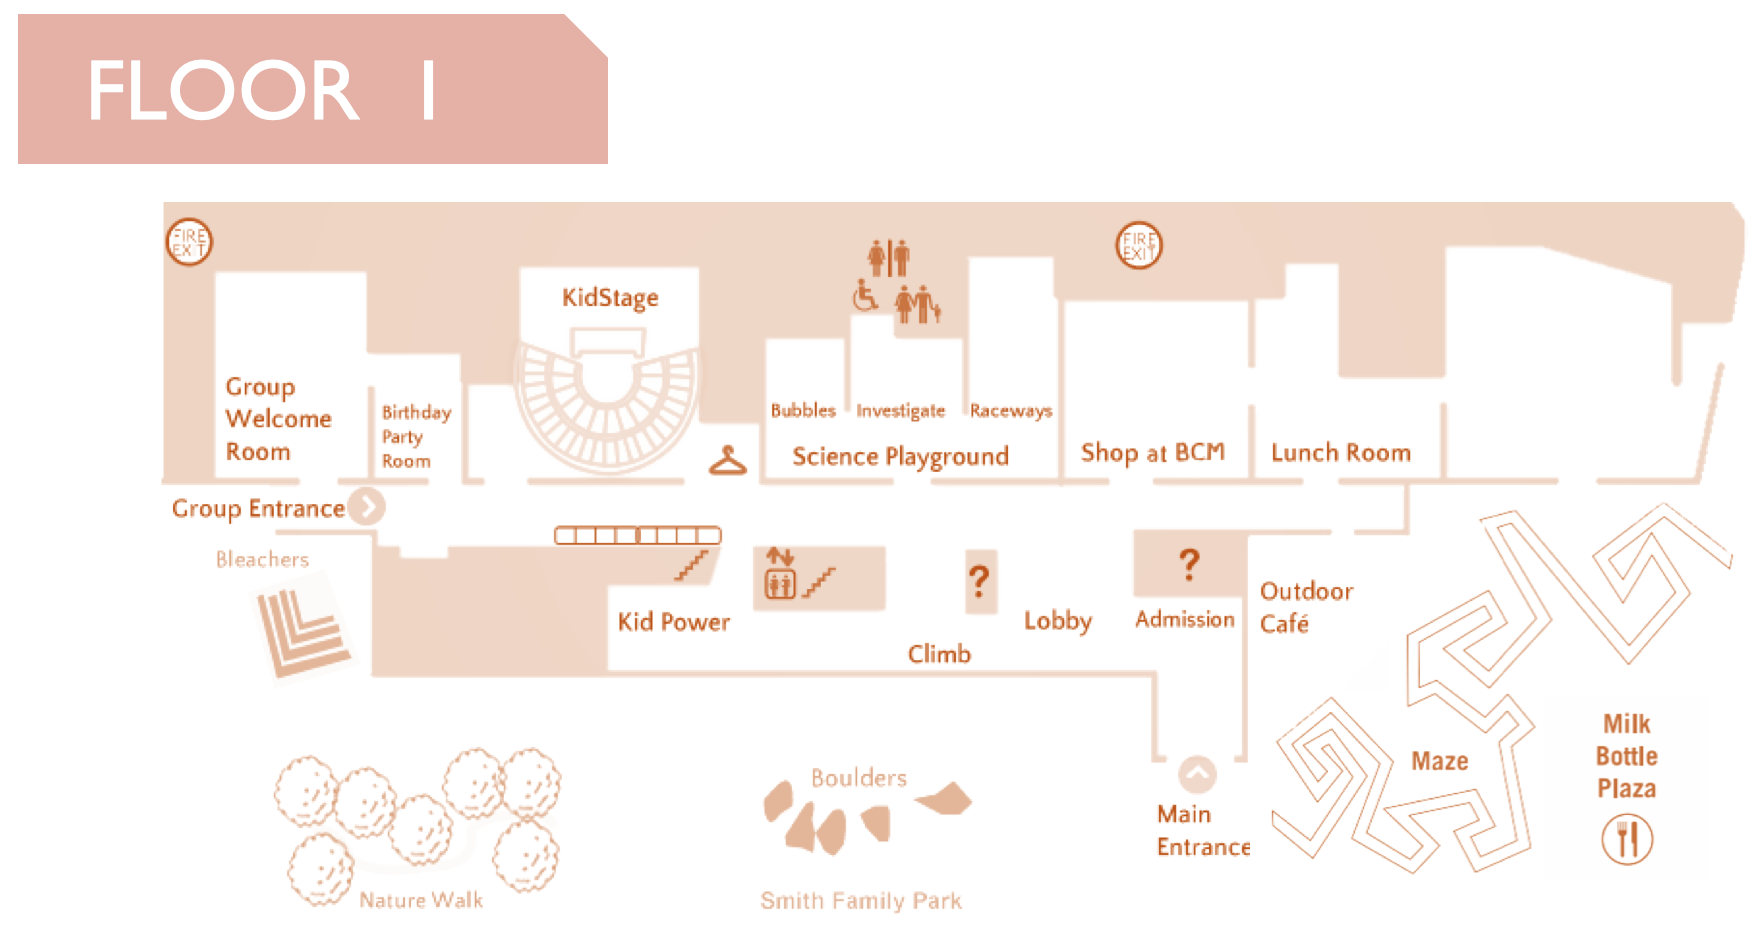 FLOOR 1
FIRE
EXIT
FIRE
EXIT
KidStage
Group
Welcome
Room
Birthday
Party
Room
Bubbles
Investigate
Raceways
Science Playground
Shop at BCM
Lunch Room
Group Entrance
Bleachers
?
?
Kid Power
Lobby
Admission
Outdoor
Café
Climb
Milk
Bottle
Plaza
Maze
Boulders
Main
Entrance
Nature Walk
Smith Family Park